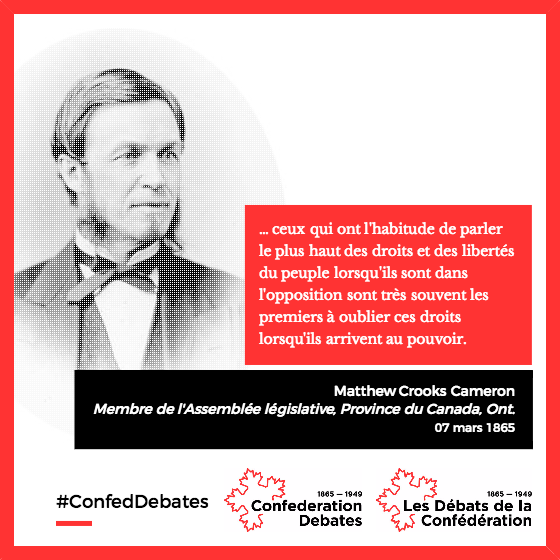 ... ceux qui ont l'habitude de parler
le plus haut des droits et des libertés
du peuple lorsqu'ils sont dans
l'opposition sont très souvent les
premiers à oublier ces droits
lorsqu'ils arrivent au pouvoir.
Matthew Crooks Cameron
Membre de l'Assemblée législative, Province du Canada, Ont.
07 mars 1865
#ConfedDebates
1865 — 1949
Confederation
Debates
1865 — 1949
Les Débats de la
Confédération